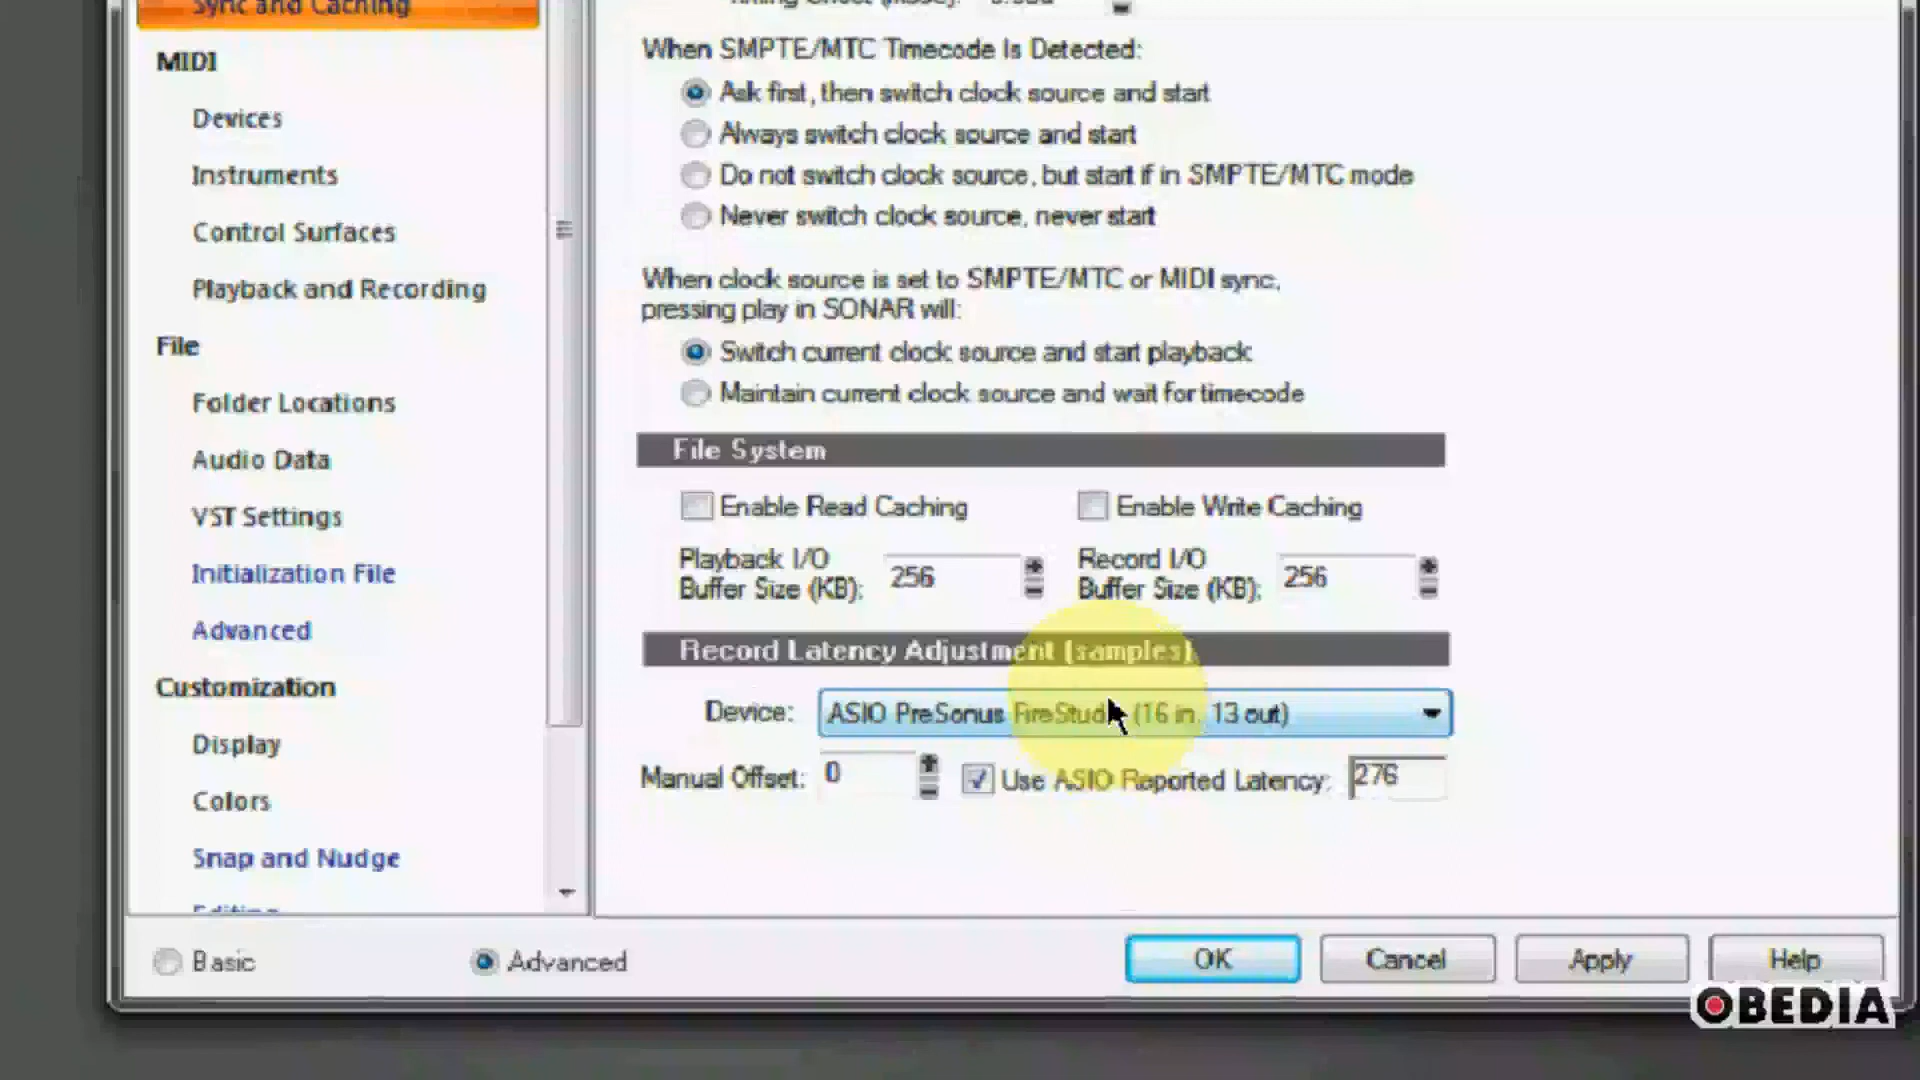 Sync and Caching
MIDI
Devices
Instruments
Control Surfaces
Playback and Recording
File
Folder Locations
Audio Data
VST Settings
Initialization File
Advanced
Customization
Display
Colors
Snap and Nudge
Editing
Basic
Advanced
When SMPTE/MTC Timecode Is Detected:
Ask first, then switch clock source and start
Always switch clock source and start
Do not switch clock source, but start if in SMPTE/MTC mode
Never switch clock source, never start
When clock source is set to SMPTE/MTC or MIDI sync,
pressing play in SONAR will:
Switch current clock source and start playback
Maintain current clock source and wait for timecode
File System
Enable Read Caching
Enable Write Caching
Playback I/O
Buffer Size (KB): 256
Record I/O
Buffer Size (KB): 256
Record Latency Adjustment (samples)
Device: ASIO PreSonus FireStudio (16 in, 13 out)
Manual Offset: 0
Use ASIO Reported Latency: 276
OK
Cancel
Apply
Help
OBEDIA